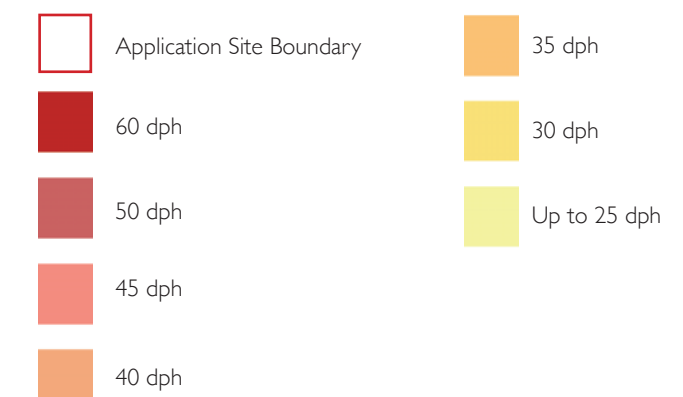 Application Site Boundary
60 dph
50 dph
45 dph
40 dph
35 dph
30 dph
Up to 25 dph